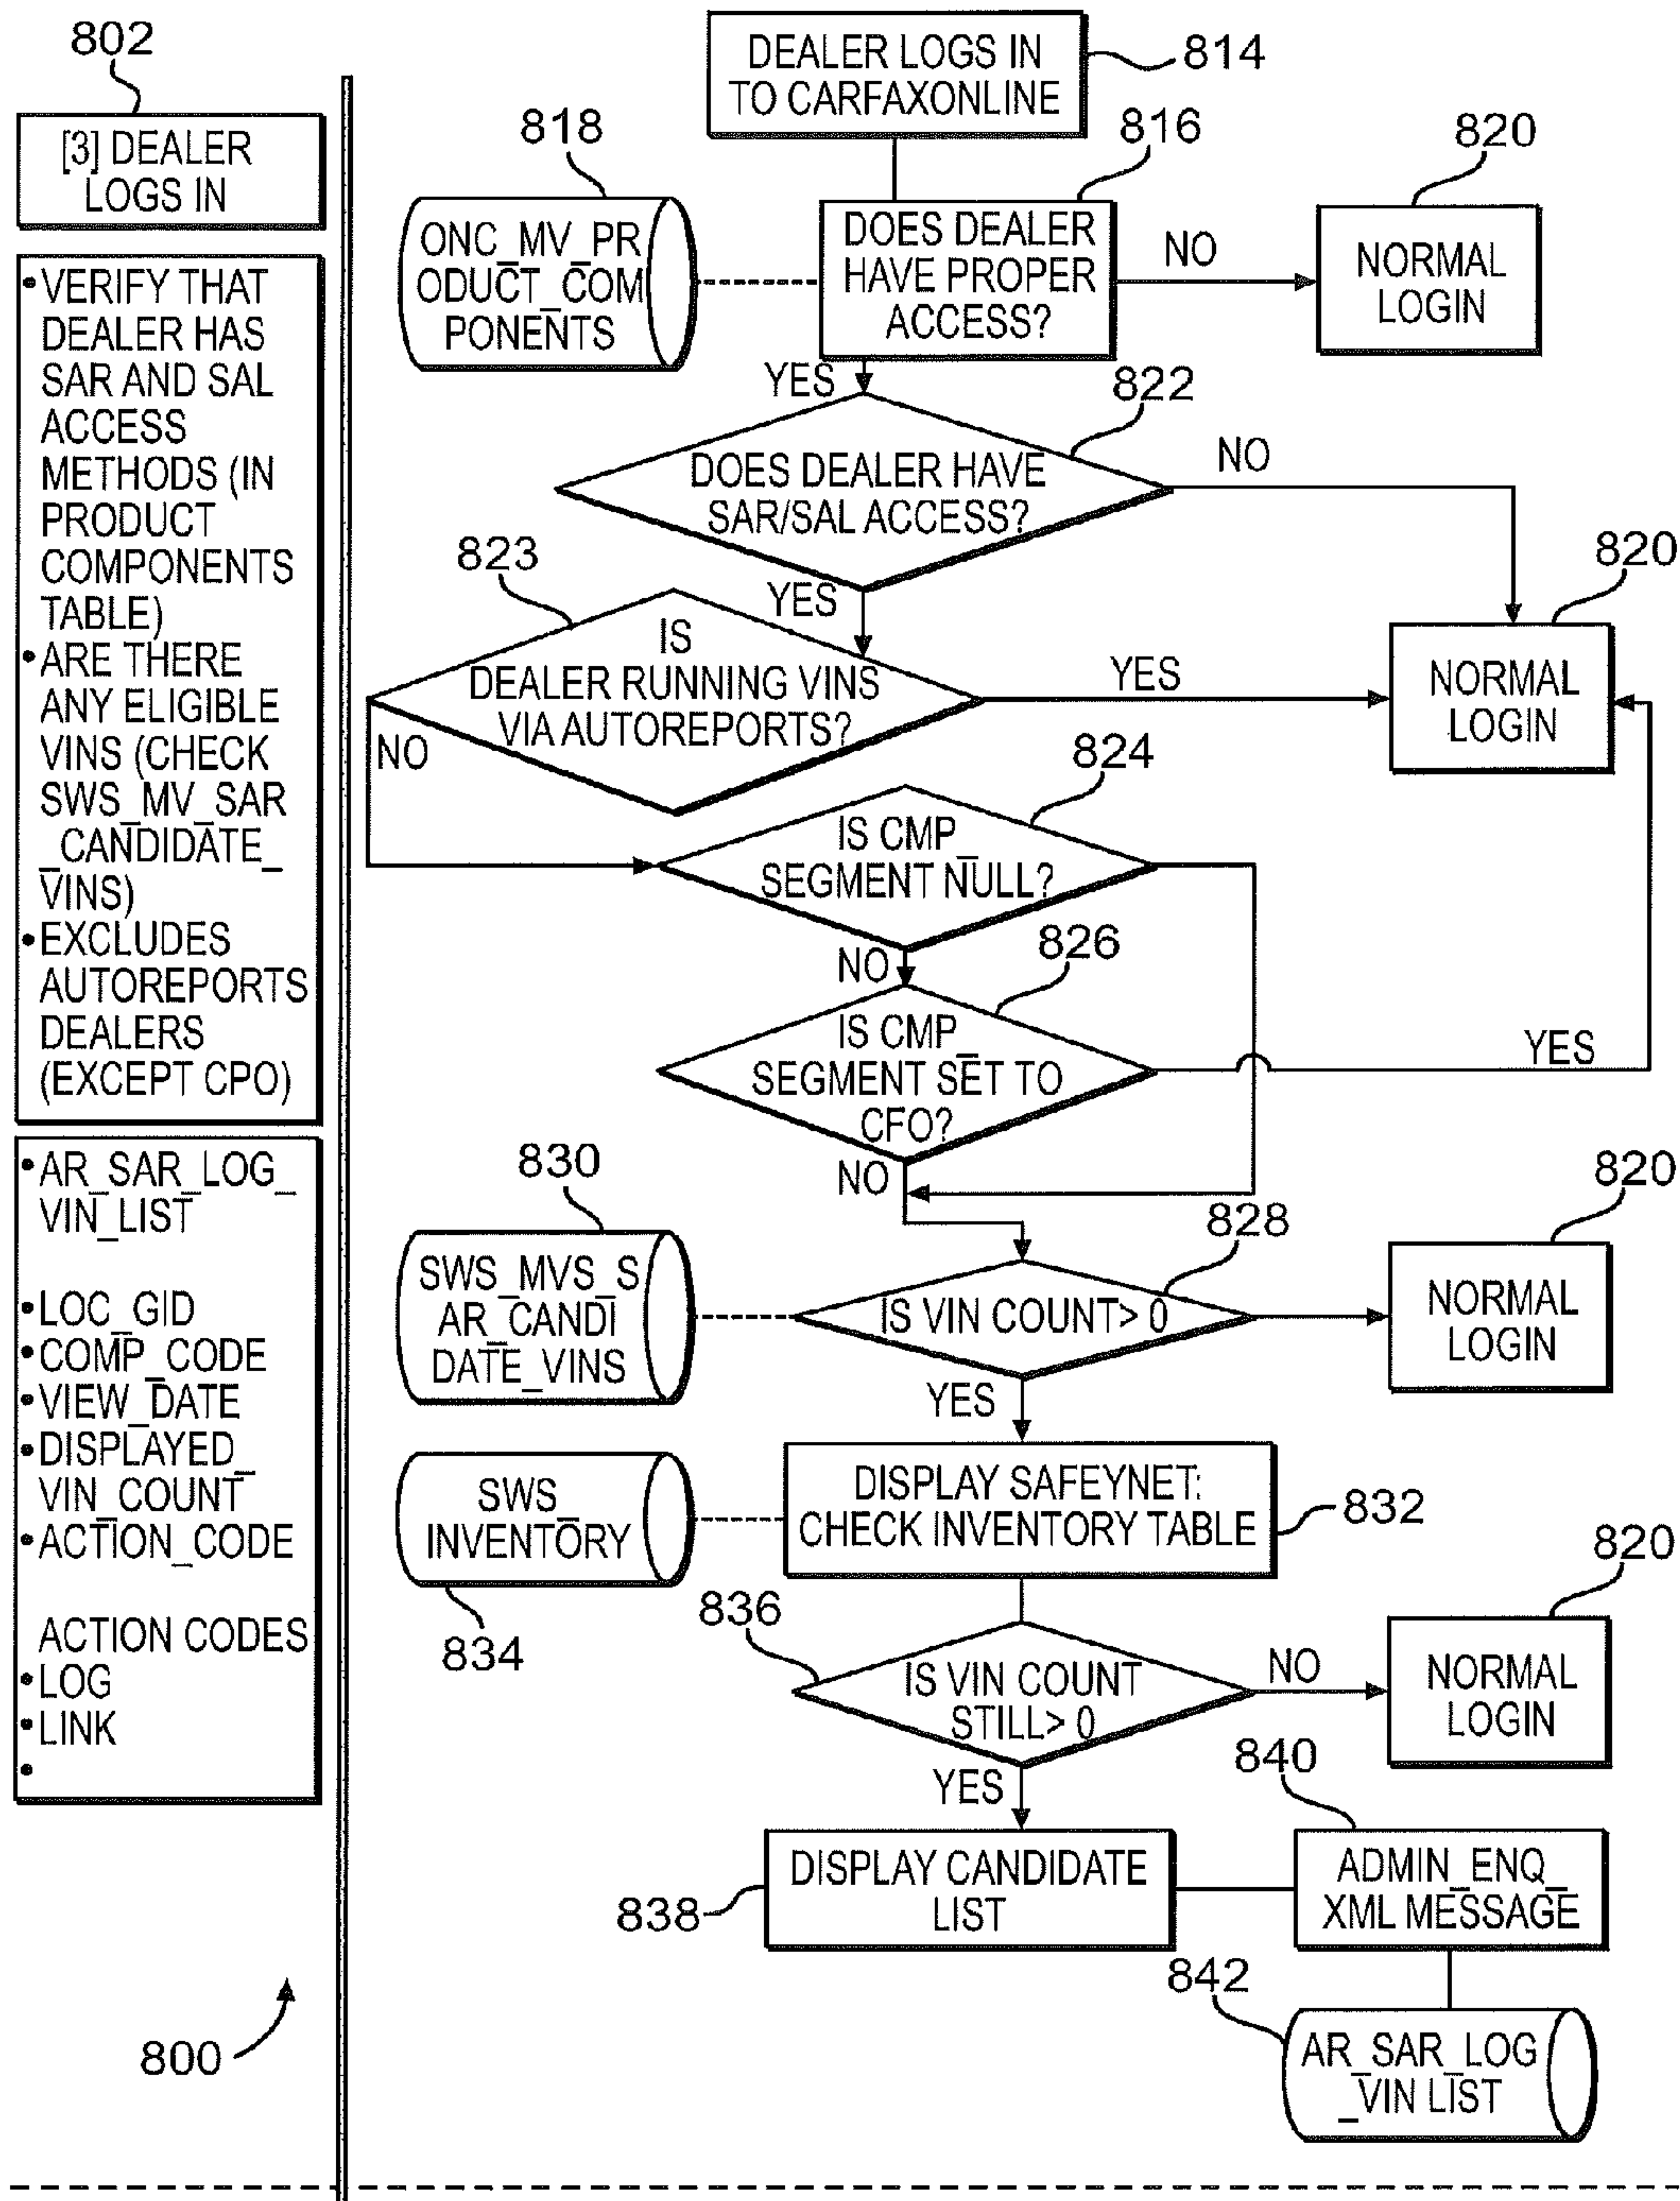 802
[3] DEALER
LOGS IN
•VERIFY THAT
DEALER HAS
SAR AND SAL
ACCESS
METHODS (IN
PRODUCT
COMPONENTS
TABLE)
•ARE THERE
ANY ELIGIBLE
VINS (CHECK
SWS_MV_SAR
_CANDIDATE_
VINS)
•EXCLUDES
AUTOREPORTS
DEALERS
(EXCEPT CPO)
•AR_SAR_LOG_
VIN_LIST
•LOC_GID
•COMP_CODE
•VIEW_DATE
•DISPLAYED_
VIN_COUNT
•ACTION_CODE
ACTION CODES
•LOG
•LINK
•
800
DEALER LOGS IN
TO CARFAXONLINE
814
818
ONC_MV_PR
ODUCT_COM
PONENTS
816
DOES DEALER
HAVE PROPER
ACCESS?
NO
820
NORMAL
LOGIN
YES
822
DOES DEALER HAVE
SAR/SAL ACCESS?
NO
YES
823
IS
DEALER RUNNING VINS
VIA AUTOREPORTS?
YES
820
NORMAL
LOGIN
NO
824
IS CMP_
SEGMENT NULL?
NO
826
IS CMP_
SEGMENT SET TO
CFO?
YES
NO
830
SWS_MVS_S
AR_CANDI
DATE_VINS
828
IS VIN COUNT> 0
820
NORMAL
LOGIN
YES
SWS_
INVENTORY
834
DISPLAY SAFEYNET:
CHECK INVENTORY TABLE
832
836
IS VIN COUNT
STILL> 0
NO
820
NORMAL
LOGIN
YES
838
DISPLAY CANDIDATE
LIST
840
ADMIN_ENQ_
XML MESSAGE
842
AR_SAR_LOG
_VIN LIST